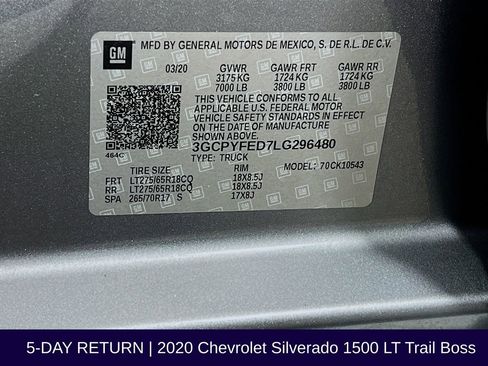 GM
MFD BY GENERAL MOTORS DE MEXICO, S. DE R.L. DE C.V.
03/20 GVWR GAWR FRT GAWR RR
3175 KG 1724 KG 1724 KG
7000 LB 3800 LB 3800 LB
THIS VEHICLE CONFORMS TO ALL
APPLICABLE U.S. FEDERAL MOTOR
VEHICLE SAFETY, BUMPER, AND THEFT
PREVENTION STANDARDS IN EFFECT ON
THE DATE OF MANUFACTURE
SHOWN ABOVE.
3GCPYFED7LG296480
TYPE: TRUCK
464C
MODEL: 70CK10543
TIRE SIZE RIM
FRT LT275/65R18CQ 18X8.5J
RR LT275/65R18CQ 18X8.5J
SPA 265/70R17 S 17X8J
5-DAY RETURN | 2020 Chevrolet Silverado 1500 LT Trail Boss